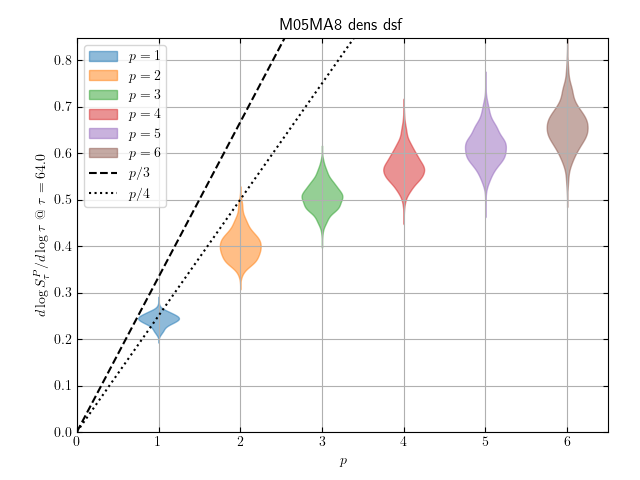 M05MA8 dens dsf
d log S_τ^P / d log τ @ τ = 64.0
0.8
0.7
0.6
0.5
0.4
0.3
0.2
0.1
0.0
p = 1
p = 2
p = 3
p = 4
p = 5
p = 6
p/3
p/4
0 1 2 3 4 5 6
p